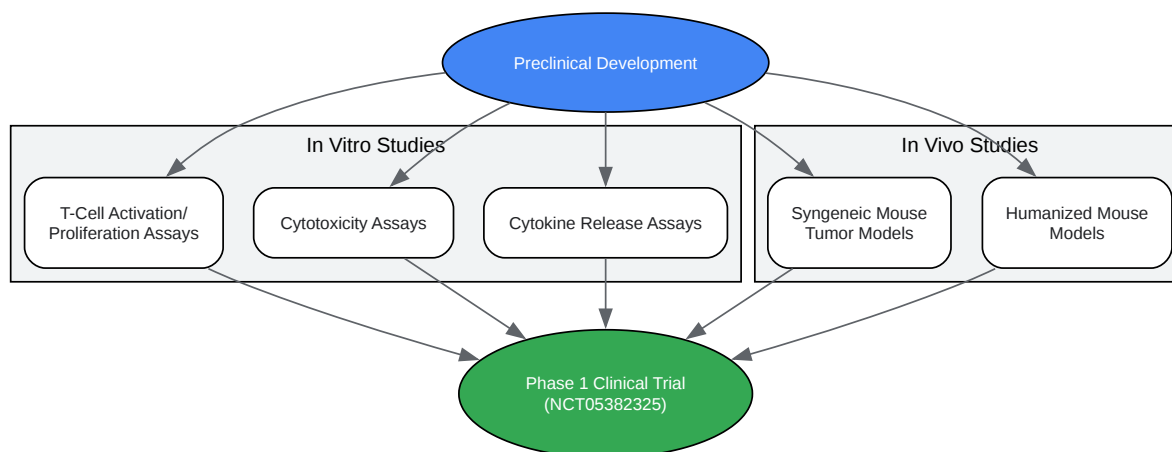 Preclinical Development
In Vitro Studies
In Vivo Studies
T-Cell Activation/
Proliferation Assays
Cytotoxicity Assays
Cytokine Release Assays
Syngeneic Mouse
Tumor Models
Humanized Mouse
Models
Phase 1 Clinical Trial
(NCT05382325)